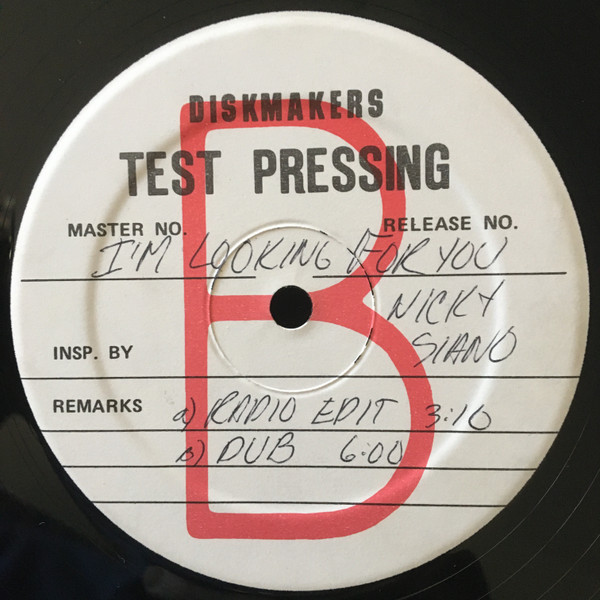 DISKMAKERS
TEST PRESSING
MASTER NO. RELEASE NO.
I'M LOOKING FOR YOU
NICKY
SIANO
INSP. BY
REMARKS a) RADIO EDIT 3:10
b) DUB 6:00
B